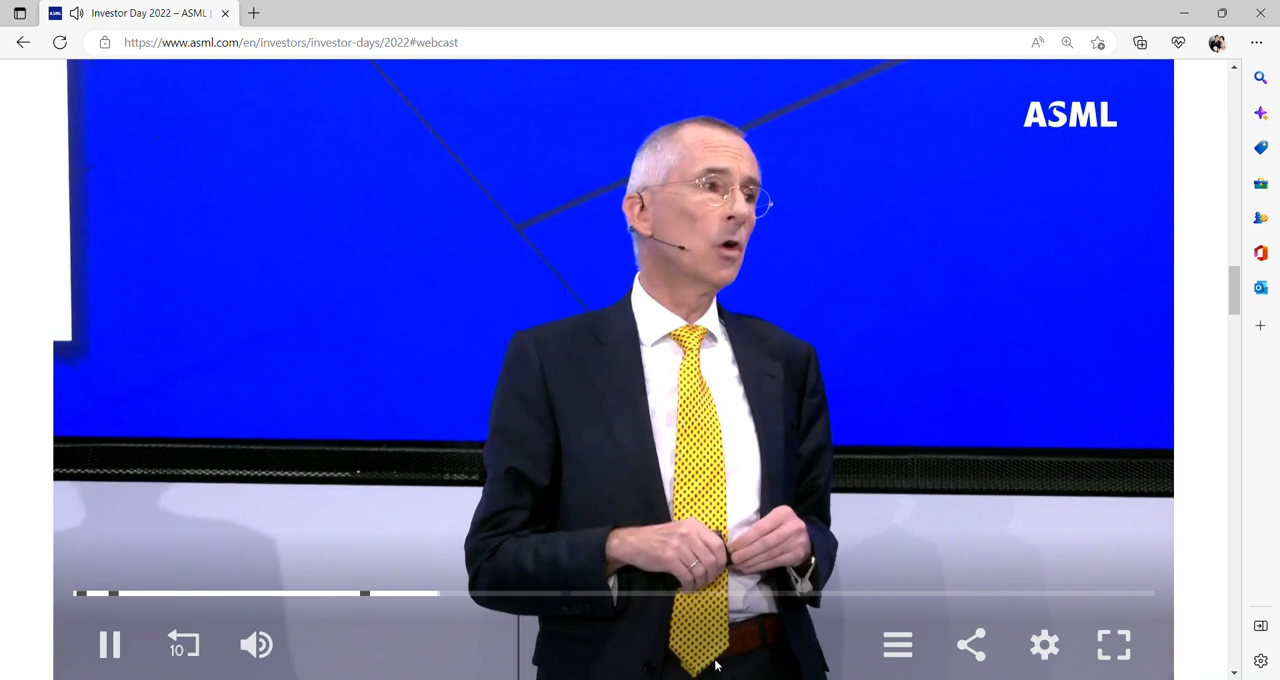 Investor Day 2022 – ASML |
https://www.asml.com/en/investors/investor-days/2022#webcast
ASML
10